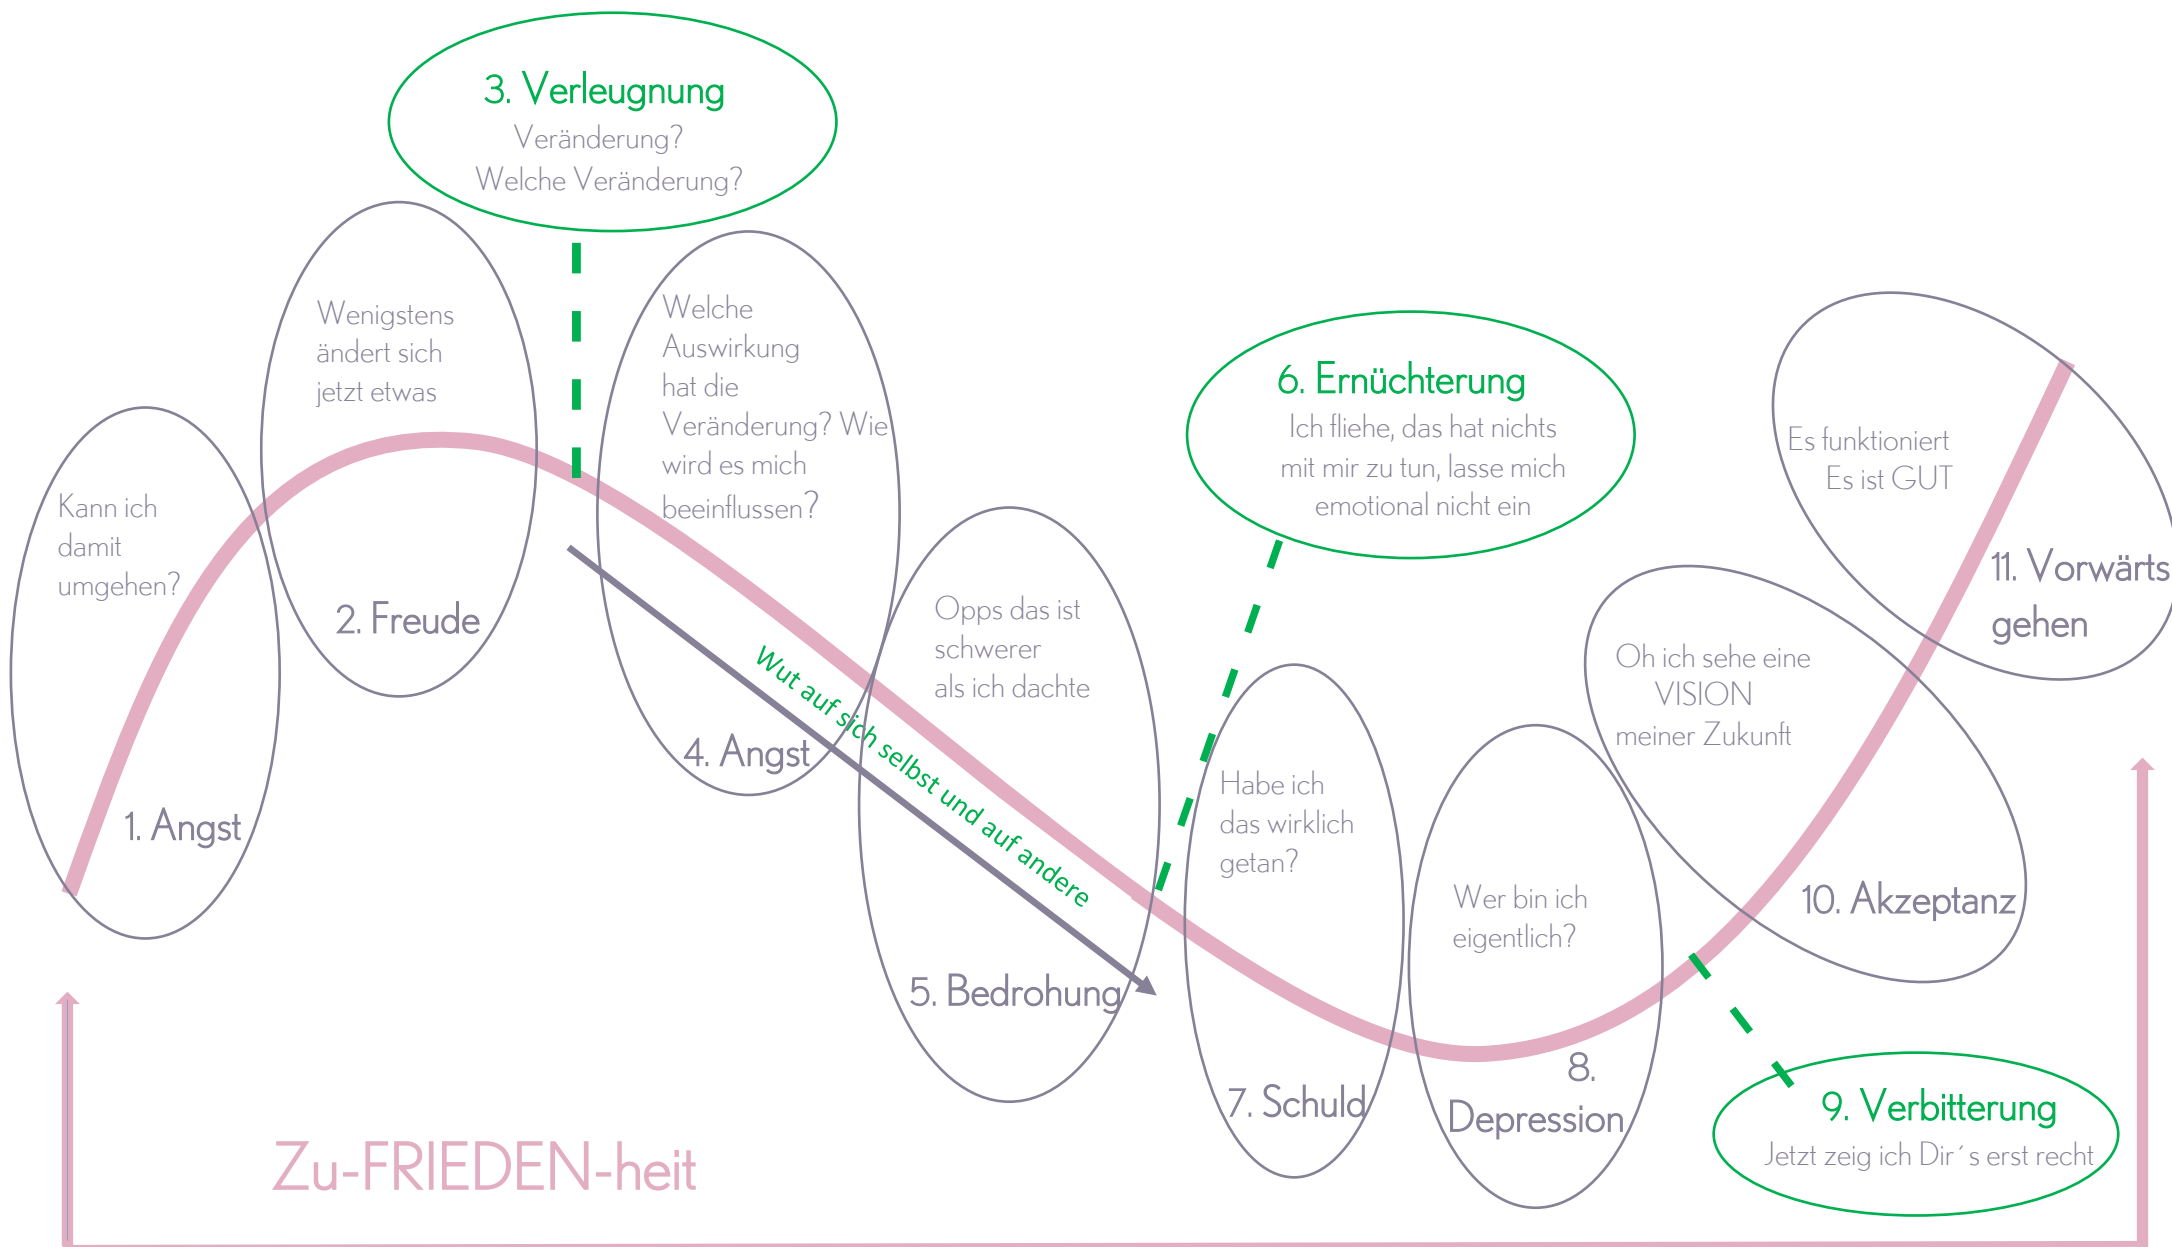 3. Verleugnung
Veränderung?
Welche Veränderung?
Kann ich
damit
umgehen?
1. Angst
Wenigstens
ändert sich
jetzt etwas
2. Freude
Welche
Auswirkung
hat die
Veränderung? Wie
wird es mich
beeinflussen?
4. Angst
Wut auf sich selbst und auf andere
Opps das ist
schwerer
als ich dachte
5. Bedrohung
6. Ernüchterung
Ich fliehe, das hat nichts
mit mir zu tun, lasse mich
emotional nicht ein
Habe ich
das wirklich
getan?
7. Schuld
Wer bin ich
eigentlich?
8.
Depression
9. Verbitterung
Jetzt zeig ich Dir´s erst recht
Oh ich sehe eine
VISION
meiner Zukunft
10. Akzeptanz
Es funktioniert
Es ist GUT
11. Vorwärts
gehen
Zu-FRIEDEN-heit